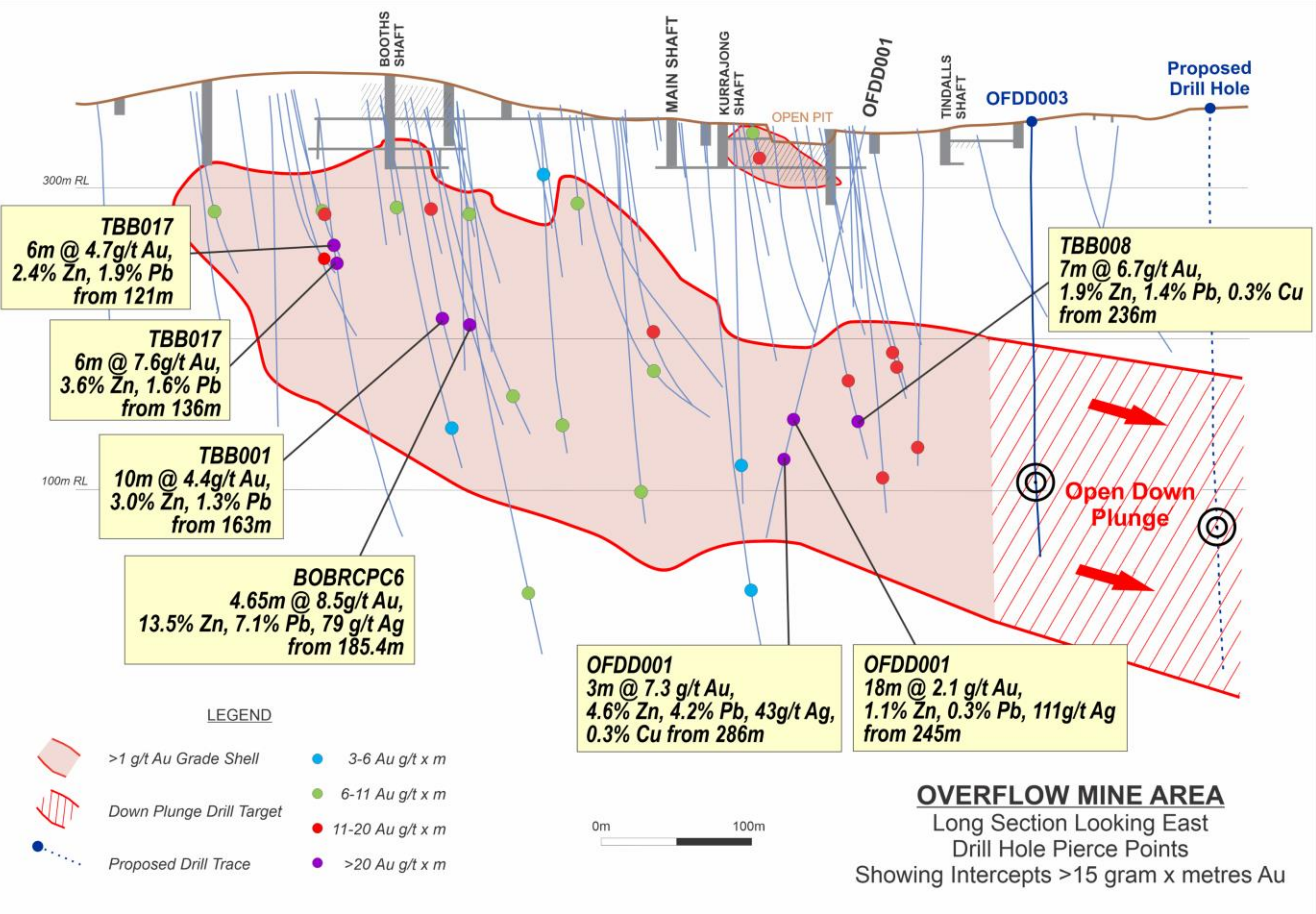 BOOTHS
SHAFT
MAIN SHAFT
KURRAJONG
SHAFT
OPEN PIT
OFDD001
TINDALLS
SHAFT
OFDD003
Proposed
Drill Hole
300m RL
100m RL
TBB017
6m @ 4.7g/t Au,
2.4% Zn, 1.9% Pb
from 121m
TBB017
6m @ 7.6g/t Au,
3.6% Zn, 1.6% Pb
from 136m
TBB001
10m @ 4.4g/t Au,
3.0% Zn, 1.3% Pb
from 163m
BOBRCPC6
4.65m @ 8.5g/t Au,
13.5% Zn, 7.1% Pb, 79 g/t Ag
from 185.4m
TBB008
7m @ 6.7g/t Au,
1.9% Zn, 1.4% Pb, 0.3% Cu
from 236m
Open Down
Plunge
OFDD001
3m @ 7.3 g/t Au,
4.6% Zn, 4.2% Pb, 43g/t Ag,
0.3% Cu from 286m
OFDD001
18m @ 2.1 g/t Au,
1.1% Zn, 0.3% Pb, 111g/t Ag
from 245m
LEGEND
>1 g/t Au Grade Shell
Down Plunge Drill Target
Proposed Drill Trace
3-6 Au g/t x m
6-11 Au g/t x m
11-20 Au g/t x m
>20 Au g/t x m
0m 100m
OVERFLOW MINE AREA
Long Section Looking East
Drill Hole Pierce Points
Showing Intercepts >15 gram x metres Au